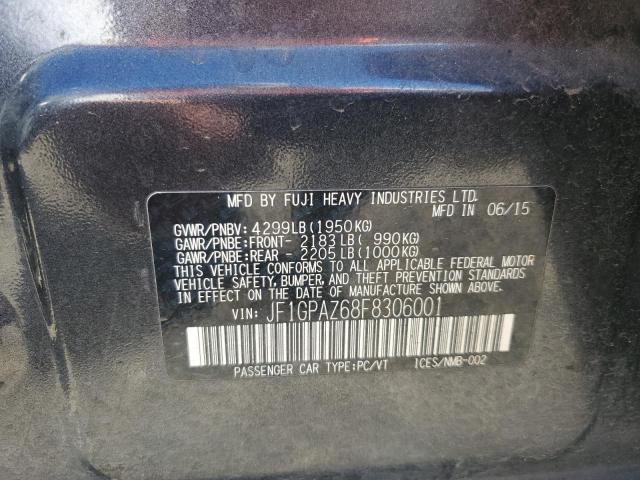 MFD BY FUJI HEAVY INDUSTRIES LTD.
MFD IN 06/15
GVWR/PNBV: 4299LB(1950KG)
GAWR/PNBE:FRONT- 2183LB( 990KG)
GAWR/PNBE:REAR - 2205LB(1000KG)
THIS VEHICLE CONFORMS TO ALL APPLICABLE FEDERAL MOTOR
VEHICLE SAFETY, BUMPER, AND THEFT PREVENTION STANDARDS
IN EFFECT ON THE DATE OF MANUFACTURE SHOWN ABOVE.
VIN: JF1GPAZ68F8306001
PASSENGER CAR TYPE:PC/VT ICES/NMB-002